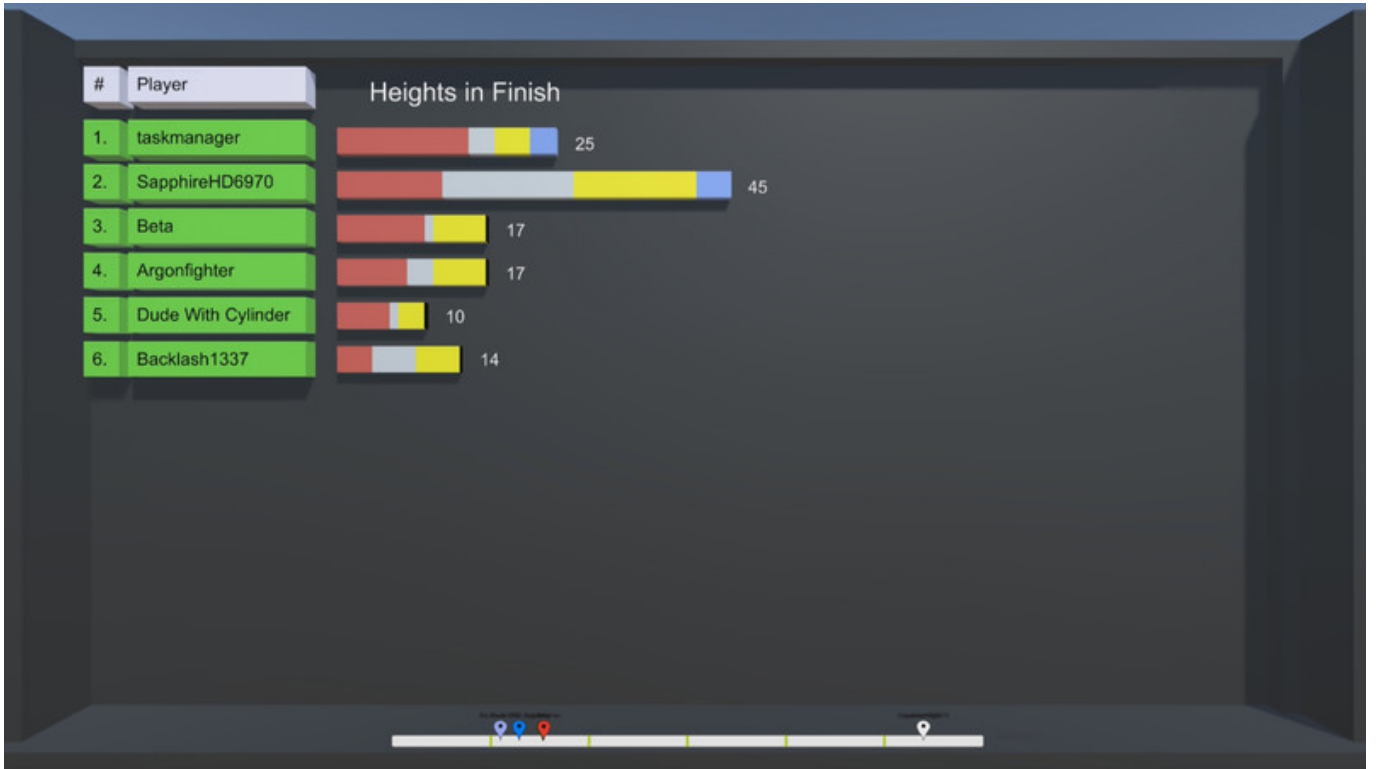 # Player
Heights in Finish
1. taskmanager 25
2. SapphireHD6970 45
3. Beta 17
4. Argonfighter 17
5. Dude With Cylinder 10
6. Backlash1337 14